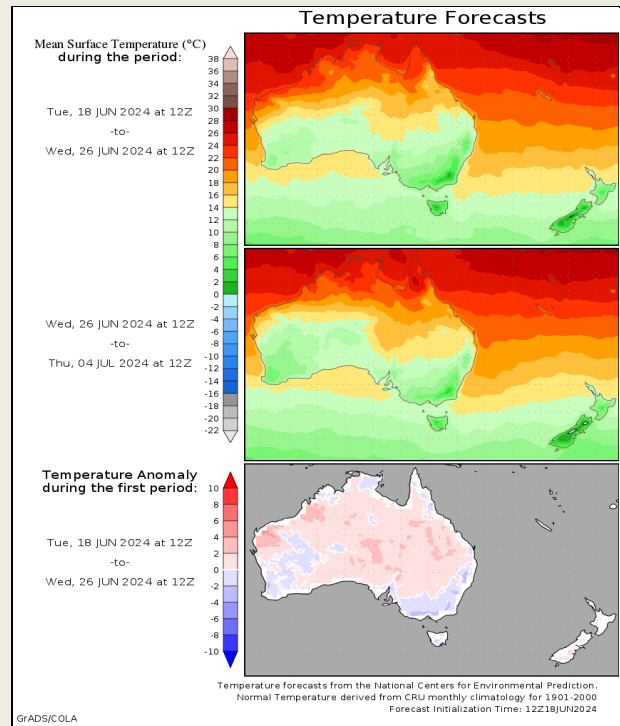 Temperature Forecasts
Mean Surface Temperature (°C)
during the period:
38
36
34
32
30
28
26
24
22
20
18
16
14
12
10
8
6
4
2
0
-2
-4
-6
-8
-10
-12
-14
-16
-18
-20
-22
Tue, 18 JUN 2024 at 12Z
-to-
Wed, 26 JUN 2024 at 12Z
Wed, 26 JUN 2024 at 12Z
-to-
Thu, 04 JUL 2024 at 12Z
Temperature Anomaly
during the first period:
10
8
6
4
2
0
-2
-4
-6
-8
-10
Tue, 18 JUN 2024 at 12Z
-to-
Wed, 26 JUN 2024 at 12Z
Temperature forecasts from the National Centers for Environmental Prediction.
Normal Temperature derived from CRU monthly climatology for 1901-2000
Forecast Initialization Time: 12Z18JUN2024
GrADS/COLA